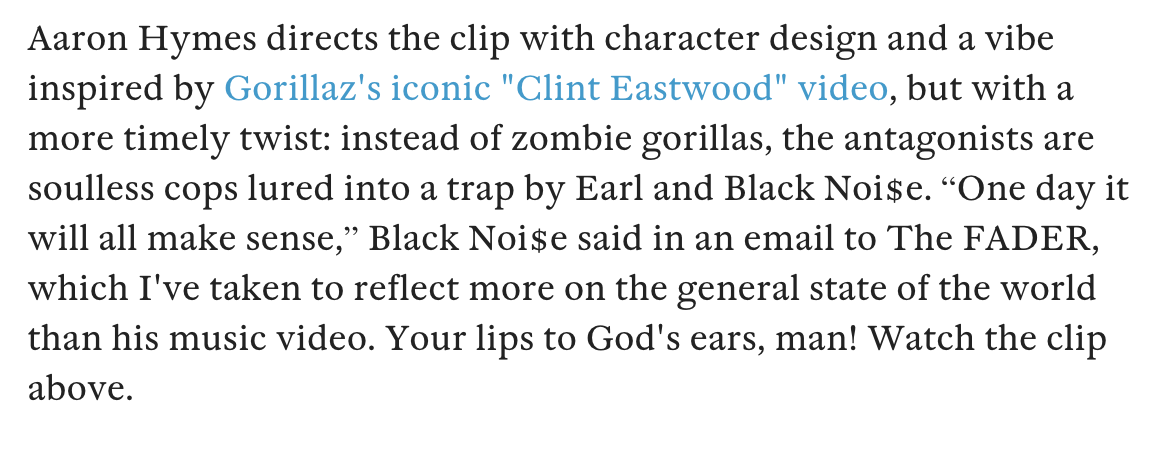 Aaron Hymes directs the clip with character design and a vibe
inspired by Gorillaz's iconic "Clint Eastwood" video, but with a
more timely twist: instead of zombie gorillas, the antagonists are
soulless cops lured into a trap by Earl and Black Noi$e. “One day it
will all make sense,” Black Noi$e said in an email to The FADER,
which I've taken to reflect more on the general state of the world
than his music video. Your lips to God's ears, man! Watch the clip
above.